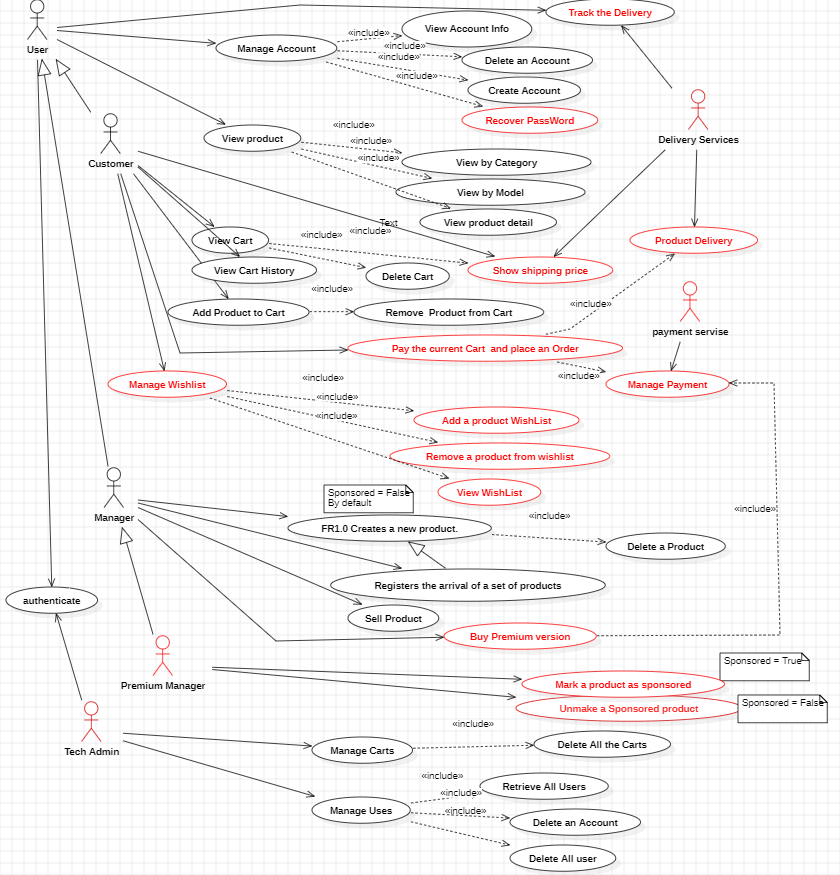 Track the Delivery
«include»
View Account Info
User
Manage Account
«include»
«include»
Delete an Account
«include»
Create Account
Recover PassWord
«include»
View product
Delivery Services
«include»
«include»
View by Category
Customer
View by Model
View product detail
Text
«include»
«include»
View Cart
Product Delivery
View Cart History
Delete Cart
Show shipping price
«include»
«include»
Add Product to Cart
Remove  Product from Cart
payment servise
Pay the current Cart  and place an Order
«include»
«include»
Manage Wishlist
Manage Payment
«include»
«include»
Add a product WishList
Remove a product from wishlist
Sponsored = False
By default
View WishList
«include»
«include»
Manager
FR1.0 Creates a new product.
Delete a Product
Registers the arrival of a set of products
authenticate
Sell Product
Buy Premium version
Sponsored = True
Premium Manager
Mark a product as sponsored
Sponsored = False
Unmake a Sponsored product
«include»
Tech Admin
Manage Carts
Delete All the Carts
«include»
Retrieve All Users
«include»
Manage Uses
«include»
Delete an Account
Delete All user